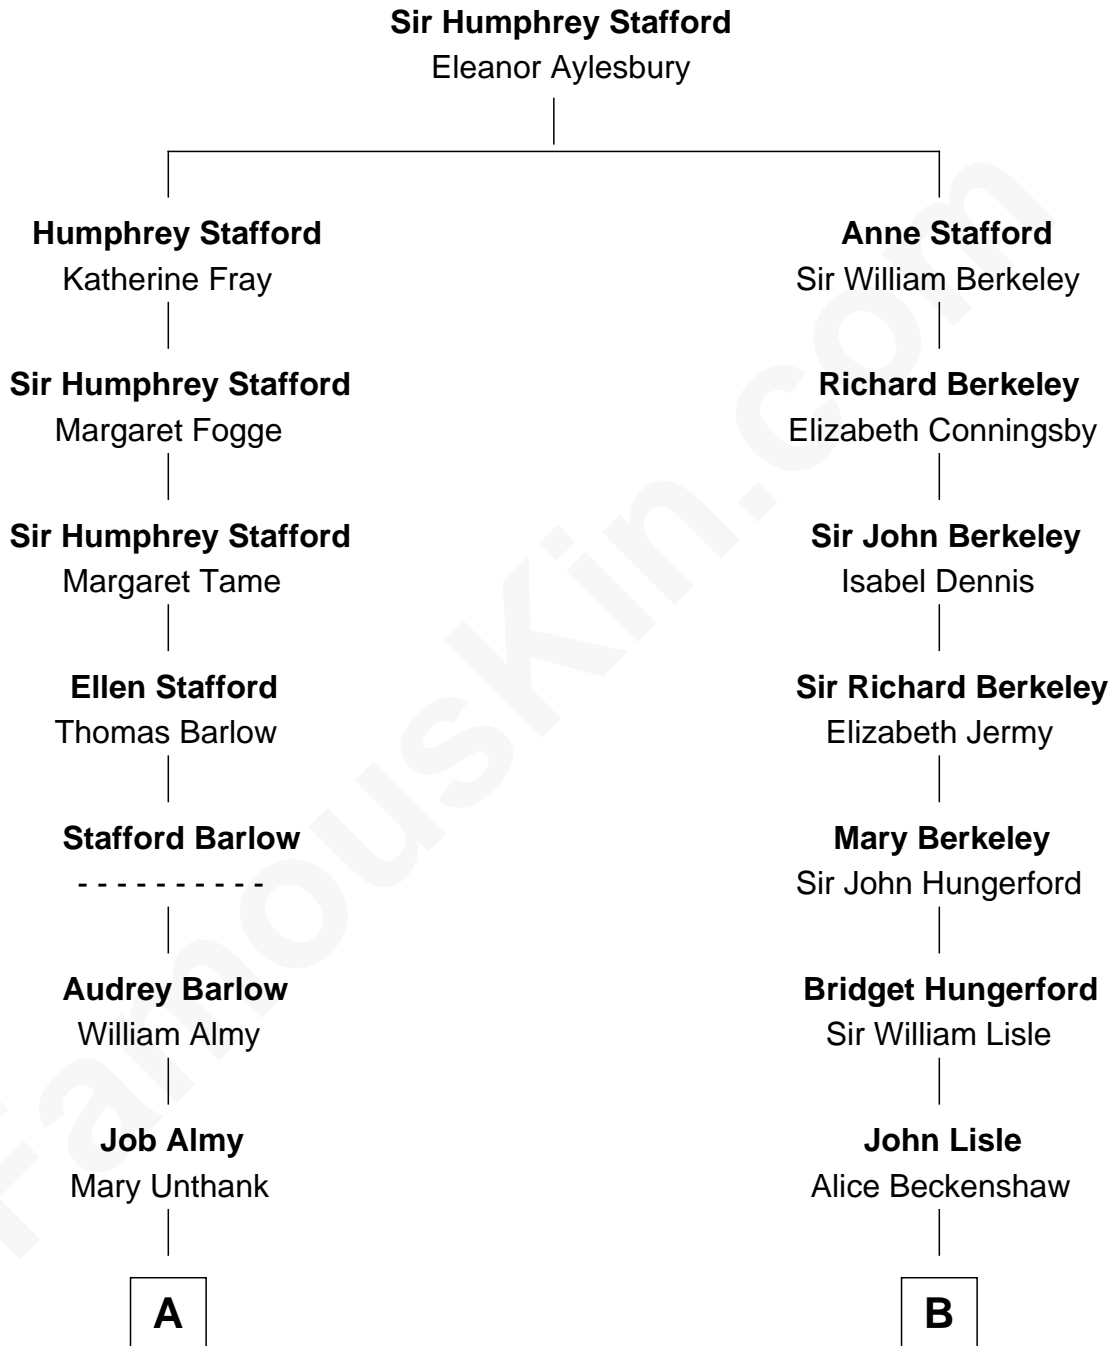 Sir Humphrey Stafford
Eleanor Aylesbury
Humphrey Stafford
Katherine Fray
Anne Stafford
Sir William Berkeley
Sir Humphrey Stafford
Margaret Fogge
Richard Berkeley
Elizabeth Conningsby
Sir Humphrey Stafford
Margaret Tame
Sir John Berkeley
Isabel Dennis
Ellen Stafford
Thomas Barlow
Sir Richard Berkeley
Elizabeth Jermy
Stafford Barlow
- - - - - - - - - -
Mary Berkeley
Sir John Hungerford
Audrey Barlow
William Almy
Bridget Hungerford
Sir William Lisle
Job Almy
Mary Unthank
John Lisle
Alice Beckenshaw
A
B
FamousKin.com